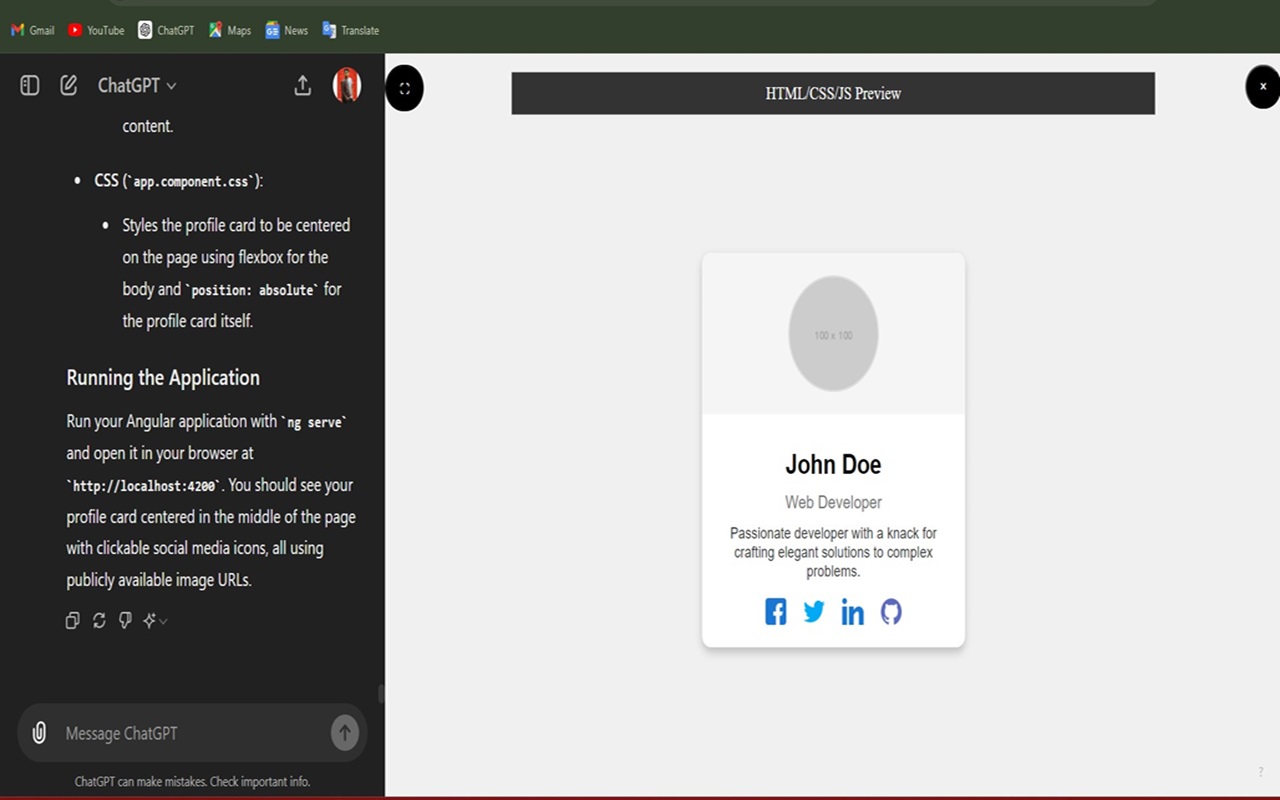 Gmail YouTube ChatGPT Maps News Translate
ChatGPT
content.
CSS (`app.component.css`):
Styles the profile card to be centered
on the page using flexbox for the
body and `position: absolute` for
the profile card itself.
Running the Application
Run your Angular application with `ng serve`
and open it in your browser at
`http://localhost:4200`. You should see your
profile card centered in the middle of the page
with clickable social media icons, all using
publicly available image URLs.
Message ChatGPT
ChatGPT can make mistakes. Check important info.
HTML/CSS/JS Preview
x
100 x 100
John Doe
Web Developer
Passionate developer with a knack for
crafting elegant solutions to complex
problems.
?